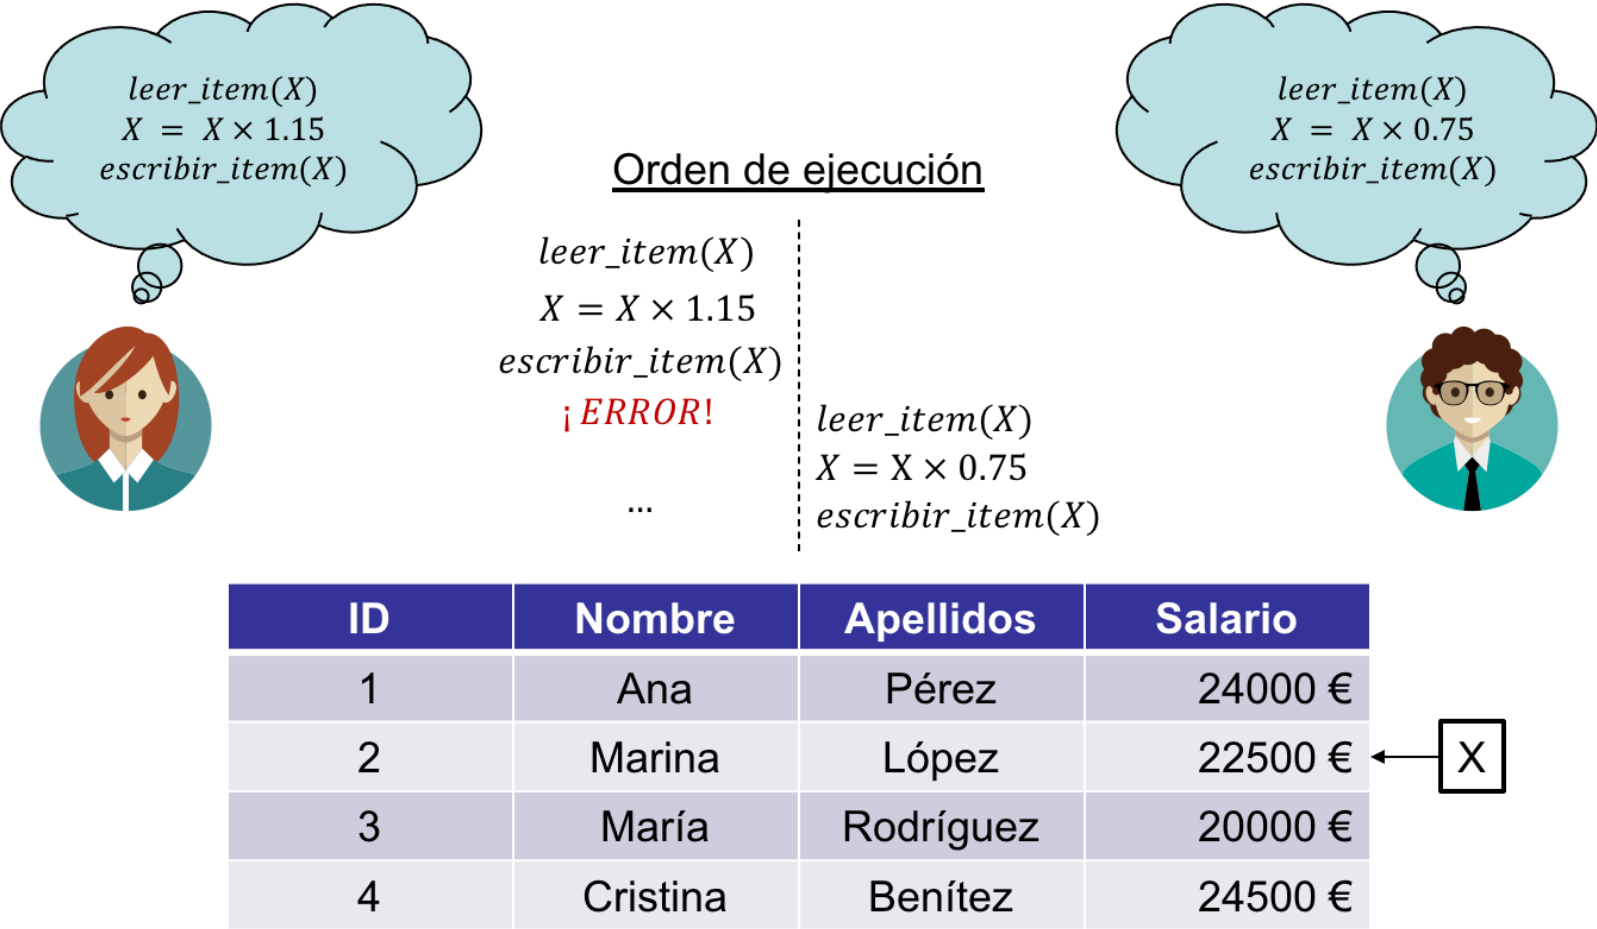 leer_item(X)
X = X × 1.15
escribir_item(X)
leer_item(X)
X = X × 0.75
escribir_item(X)
Orden de ejecución
leer_item(X)
X = X × 1.15
escribir_item(X)
¡ERROR!
...
leer_item(X)
X = X × 0.75
escribir_item(X)
ID Nombre Apellidos Salario
1 Ana Pérez 24000 €
2 Marina López 22500 €
X
3 María Rodríguez 20000 €
4 Cristina Benítez 24500 €